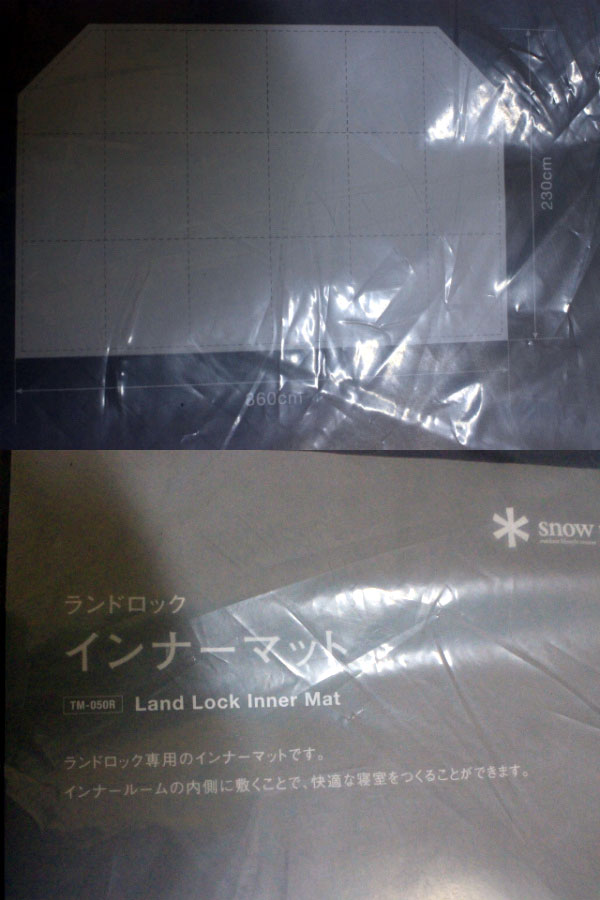 230cm
360cm
snow
ランドロック
インナーマット
TM-050R Land Lock Inner Mat
ランドロック専用のインナーマットです。
インナールームの内側に敷くことで、快適な寝室をつくることができます。